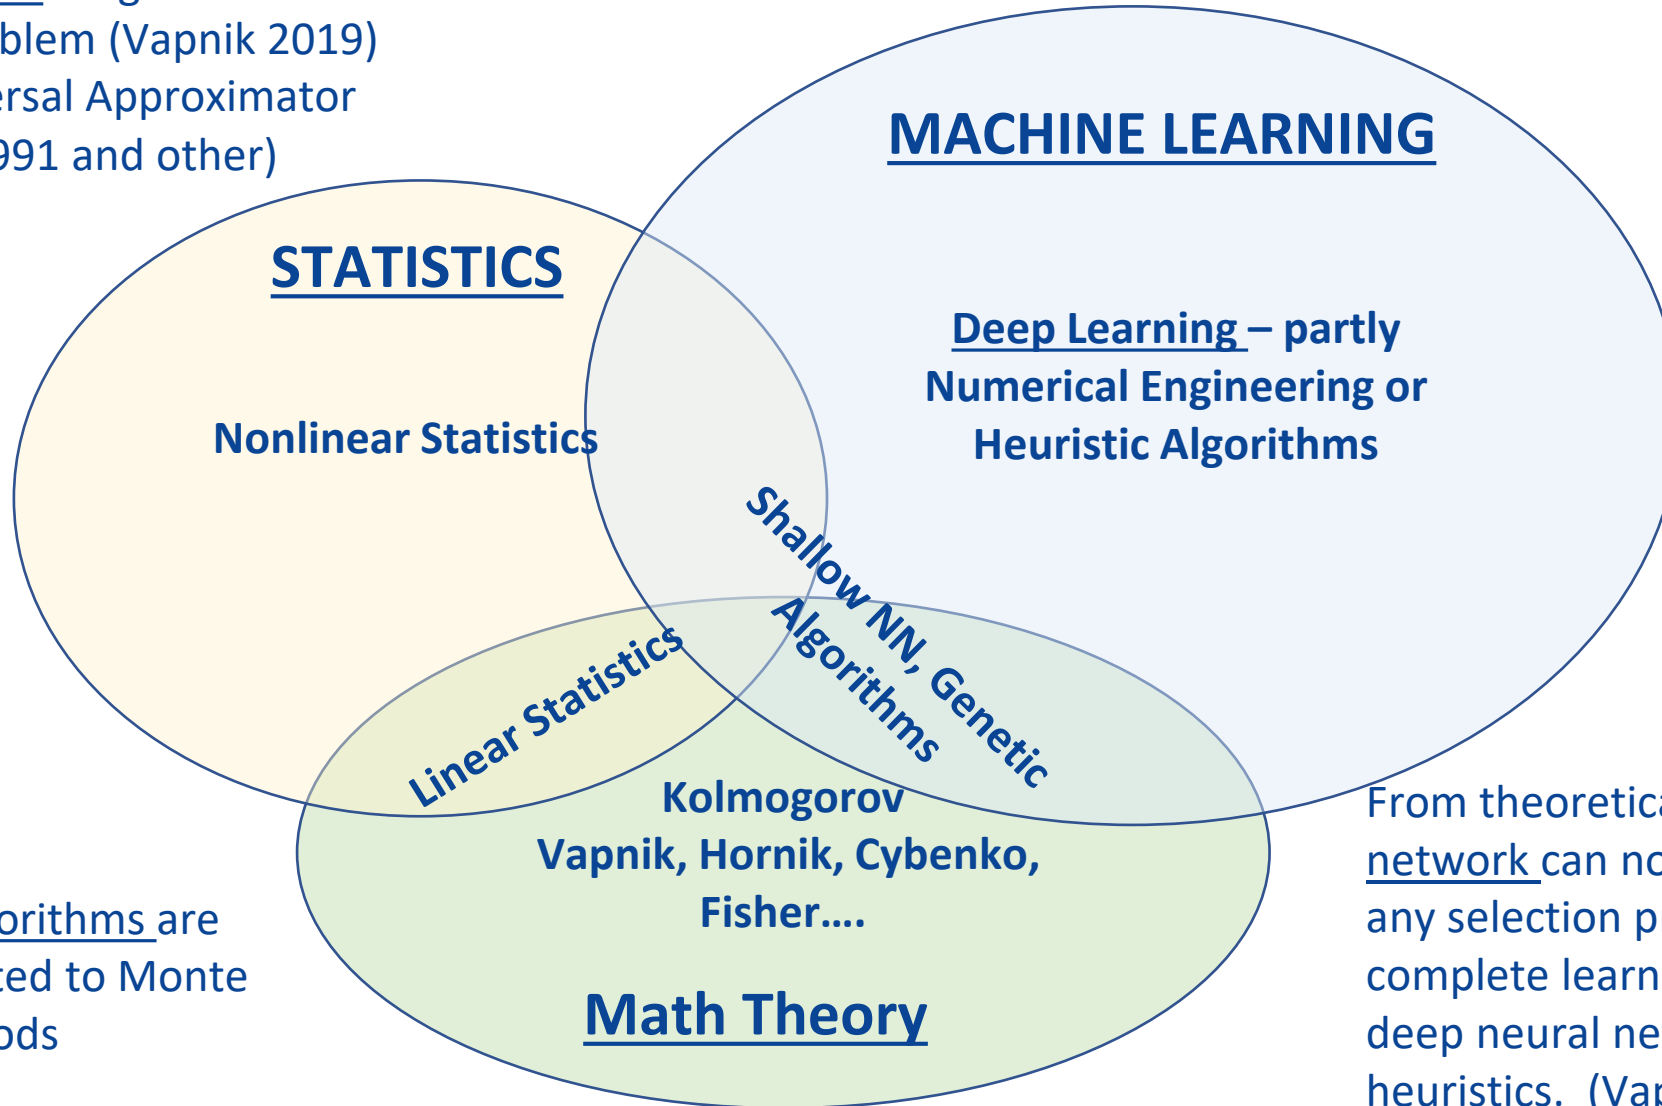 oblem (Vapnik 2019)
ersal Approximator
991 and other)
MACHINE LEARNING
STATISTICS
Deep Learning – partly
Numerical Engineering or
Heuristic Algorithms
Nonlinear Statistics
Shallow NN, Genetic
Algorithms
Linear Statistics
Kolmogorov
Vapnik, Hornik, Cybenko,
Fisher….
Math Theory
orithms are
ted to Monte
ods
From theoretica
network can no
any selection p
complete learn
deep neural ne
heuristics. (Vap